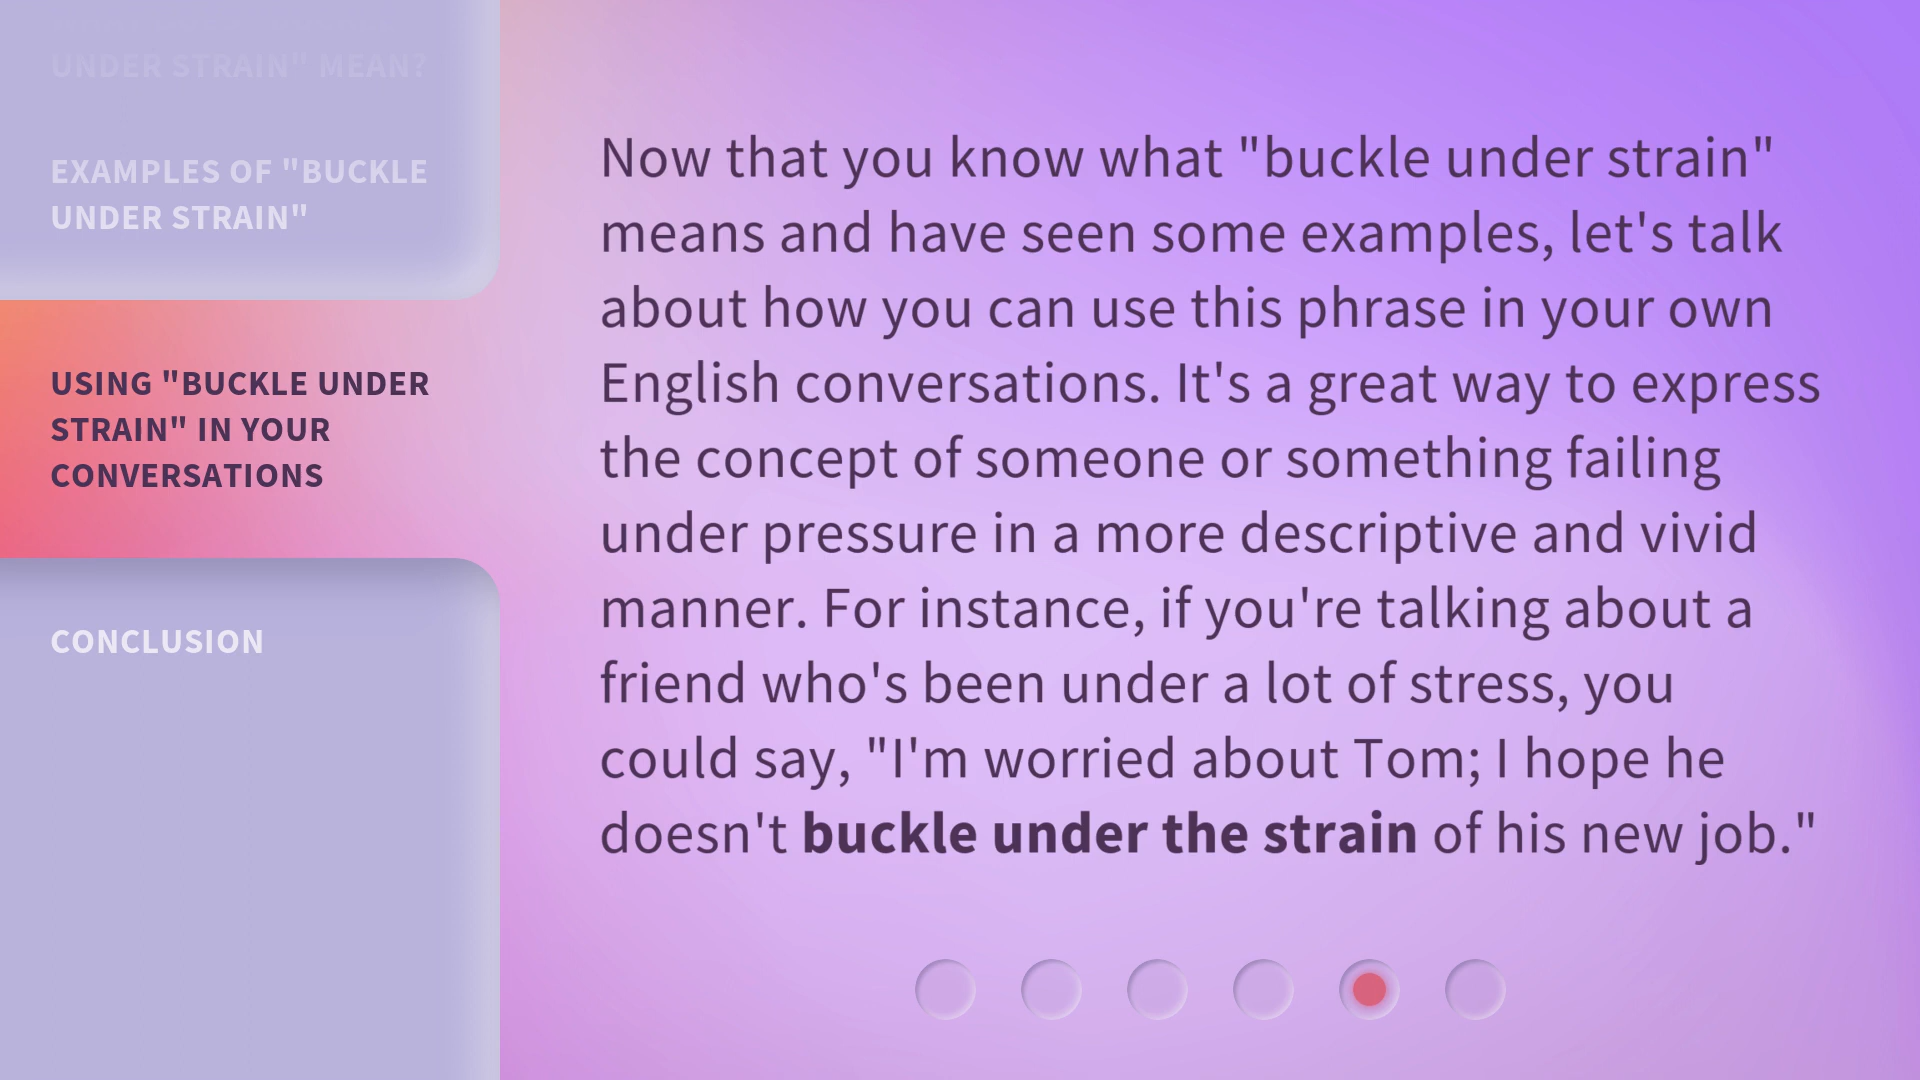 UNDER STRAIN" MEAN?
EXAMPLES OF "BUCKLE
UNDER STRAIN"
USING "BUCKLE UNDER
STRAIN" IN YOUR
CONVERSATIONS
CONCLUSION
Now that you know what "buckle under strain"
means and have seen some examples, let's talk
about how you can use this phrase in your own
English conversations. It's a great way to express
the concept of someone or something failing
under pressure in a more descriptive and vivid
manner. For instance, if you're talking about a
friend who's been under a lot of stress, you
could say, "I'm worried about Tom; I hope he
doesn't buckle under the strain of his new job."